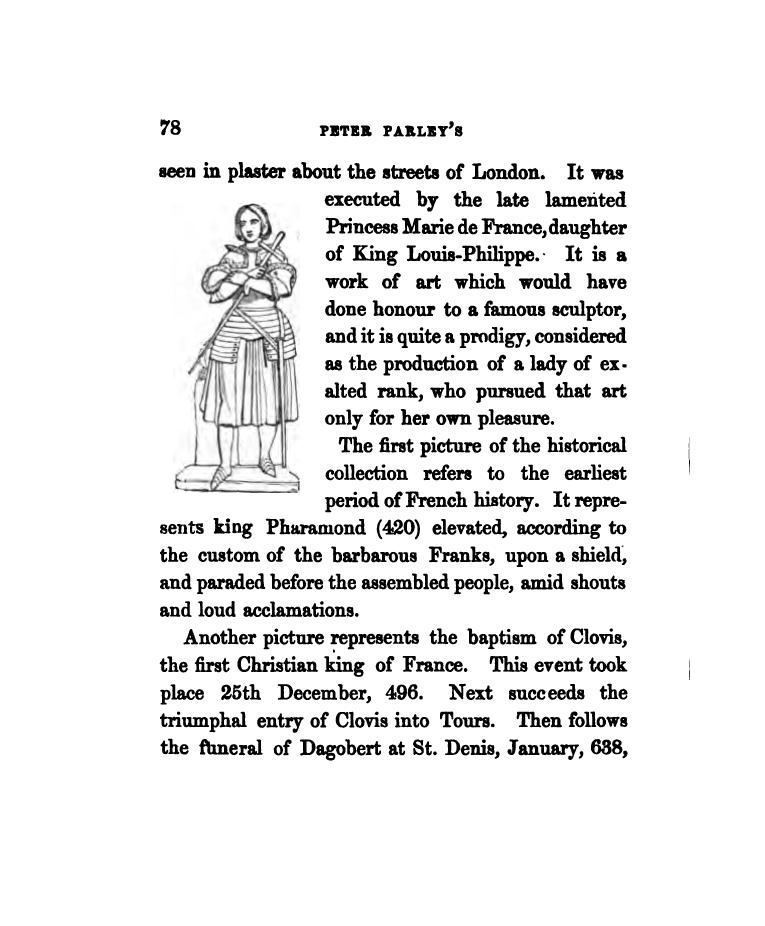 78 PETER PARLEY'S
seen in plaster about the streets of London. It was
executed by the late lamented
Princess Marie de France, daughter
of King Louis-Philippe. It is a
work of art which would have
done honour to a famous sculptor,
and it is quite a prodigy, considered
as the production of a lady of ex-
alted rank, who pursued that art
only for her own pleasure.
The first picture of the historical
collection refers to the earliest
period of French history. It repre-
sents king Pharamond (420) elevated, according to
the custom of the barbarous Franks, upon a shield,
and paraded before the assembled people, amid shouts
and loud acclamations.
Another picture represents the baptism of Clovis,
the first Christian king of France. This event took
place 25th December, 496. Next succeeds the
triumphal entry of Clovis into Tours. Then follows
the funeral of Dagobert at St. Denis, January, 638,